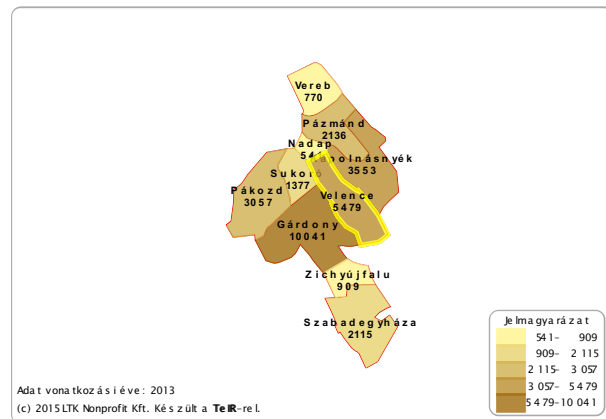 Vereb
770
Pázmánd
2136
Nadap
Kápolnásnyék
3553
Sukoró
1377
Pákozd
3057
Velence
5479
Gárdony
10041
Zichyújfalu
909
Szabadegyháza
2115
Jelmagyarázat
541– 909
909– 2 115
2 115– 3 057
3 057– 5 479
5 479–10 041
Adat vonatkozási éve: 2013
(c) 2015 LTK Nonprofit Kft. Készült a TeIR-rel.